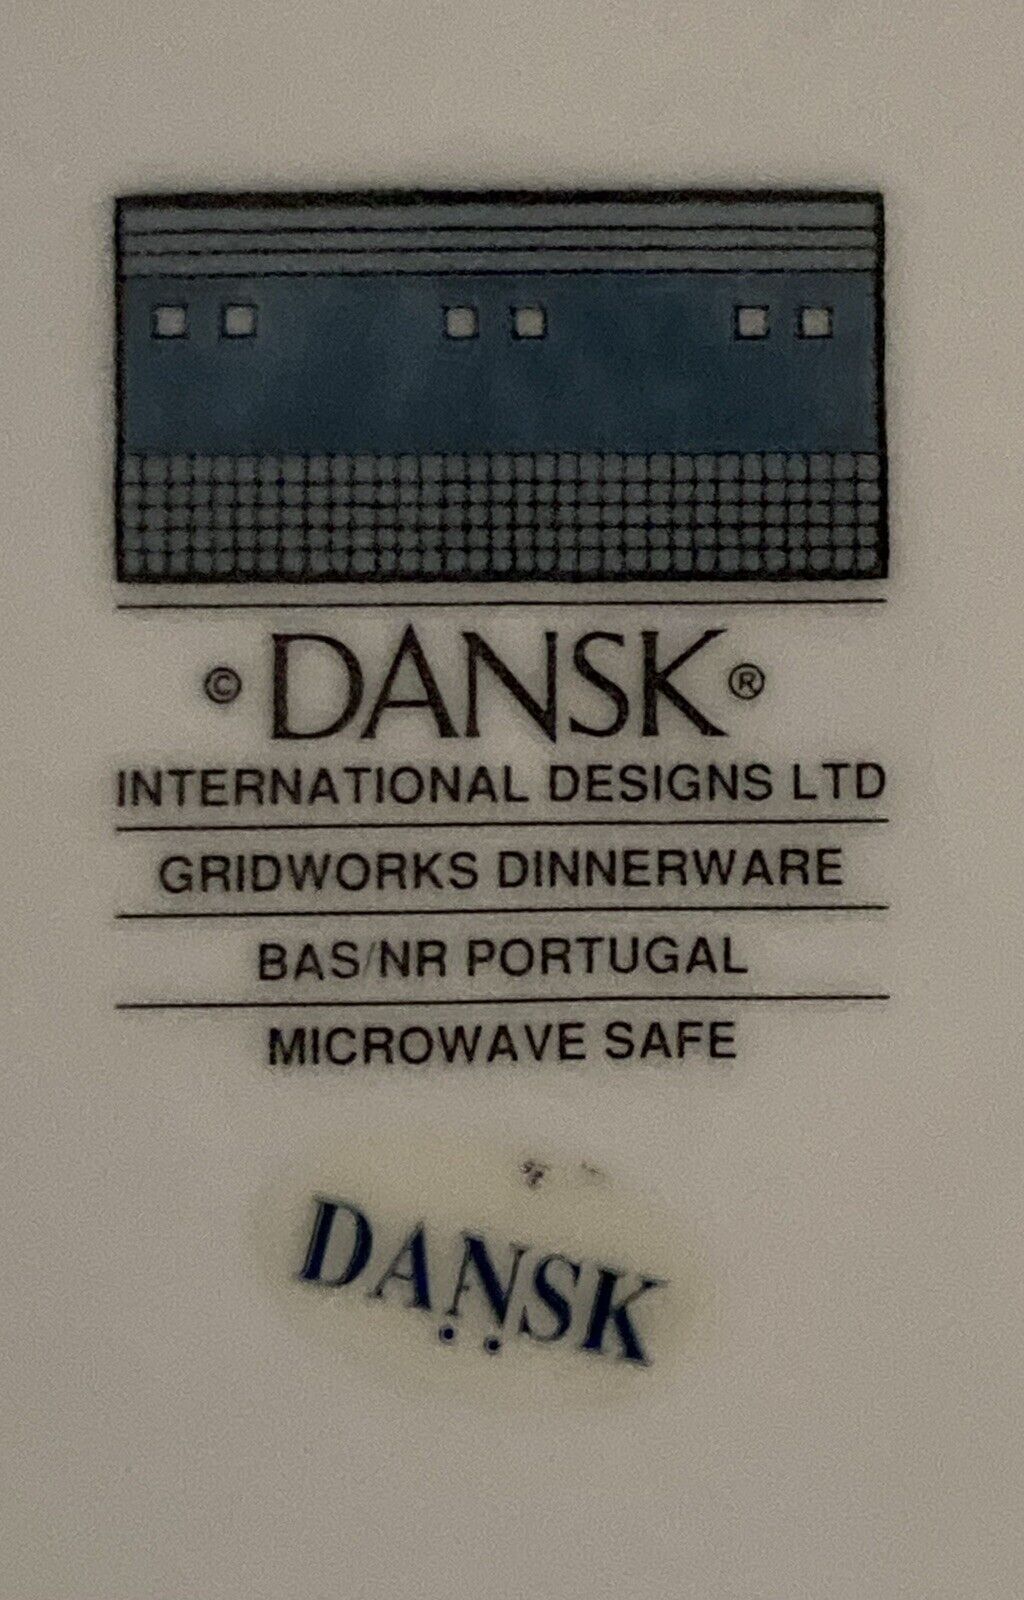 © DANSK ®
INTERNATIONAL DESIGNS LTD
GRIDWORKS DINNERWARE
BAS/NR PORTUGAL
MICROWAVE SAFE
DANSK